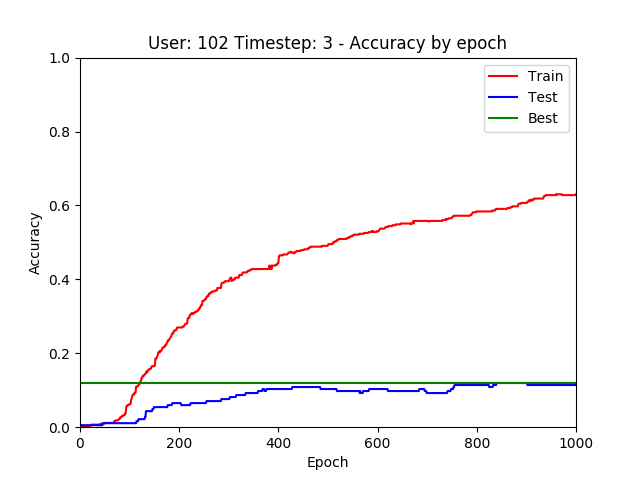 User: 102 Timestep: 3 - Accuracy by epoch
1.0
0.8
0.6
0.4
0.2
0.0
Accuracy
Train
Test
Best
0 200 400 600 800 1000
Epoch